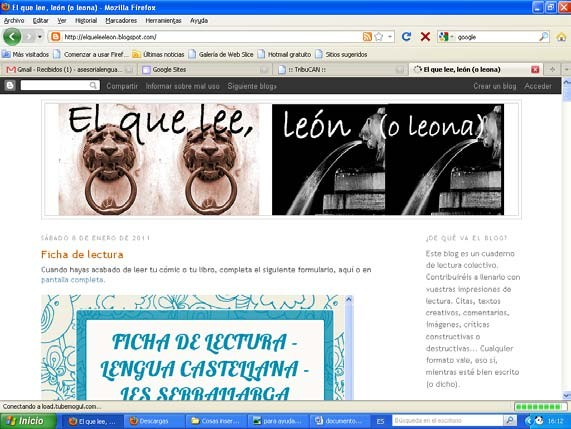 El que lee, león (o leona) - Mozilla Firefox
Archivo Editar Ver Historial Marcadores Herramientas Ayuda
http://elqueleeleon.blogspot.com/
google
Más visitados Comenzar a usar Firef... Últimas noticias Galería de Web Slice Hotmail gratuito Sitios sugeridos
Gmail - Recibidos (1) - asesorialengua... Google Sites :: TribuCAN :: El que lee, león (o leona)
Compartir Informar sobre mal uso Siguiente blog» Crear un blog Acceder
El que lee, león (o leona)
SÁBADO 8 DE ENERO DE 2011
Ficha de lectura
Cuando hayas acabado de leer tu cómic o tu libro, completa el siguiente formulario, aquí o en
pantalla completa.
FICHA DE LECTURA -
LENGUA CASTELLANA -
IES SERRALLARGA
¿DE QUÉ VA EL BLOG?
Este blog es un cuaderno
de lectura colectivo.
Contribuiréis a llenarlo con
vuestras impresiones de
lectura. Citas, textos
creativos, comentarios,
imágenes, críticas
constructivas o
destructivas... Cualquier
formato vale, eso sí,
mientras esté bien escrito
(o dicho).
Conectando a load.tubemogul.com...
Inicio El que lee, ... Descargas Cosas inser... para ayuda... documento... ES Búsqueda en el escritorio 16:12